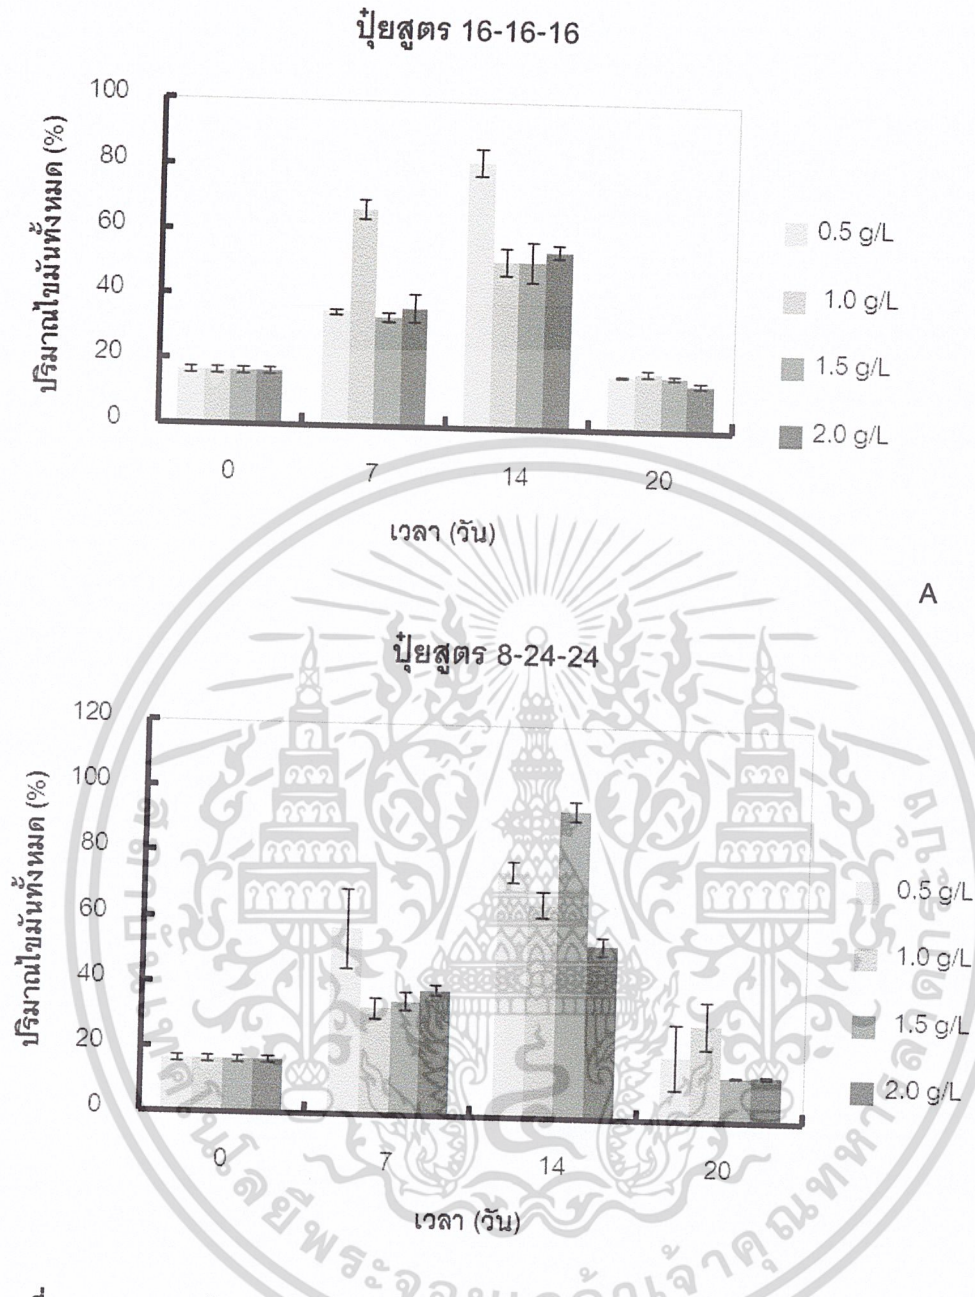 ปุ๋ยสูตร 16-16-16
ปริมาณไขมันทั้งหมด (%)
100
80
60
40
20
0
0 7 14 20
เวลา (วัน)
0.5 g/L
1.0 g/L
1.5 g/L
2.0 g/L
A
ปุ๋ยสูตร 8-24-24
ปริมาณไขมันทั้งหมด (%)
120
100
80
60
40
20
0
0 7 14 20
เวลา (วัน)
0.5 g/L
1.0 g/L
1.5 g/L
2.0 g/L